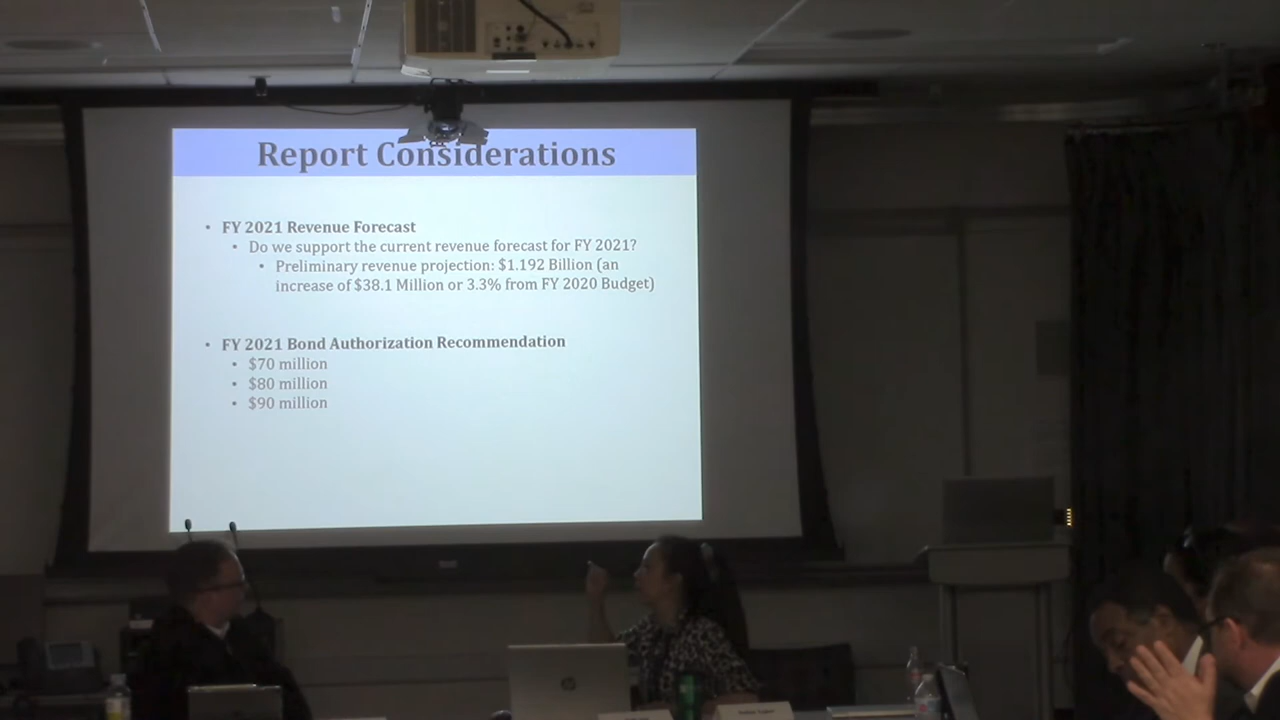 Report Considerations
• FY 2021 Revenue Forecast
• Do we support the current revenue forecast for FY 2021?
• Preliminary revenue projection: $1.192 Billion (an
increase of $38.1 Million or 3.3% from FY 2020 Budget)
• FY 2021 Bond Authorization Recommendation
• $70 million
• $80 million
• $90 million
hp